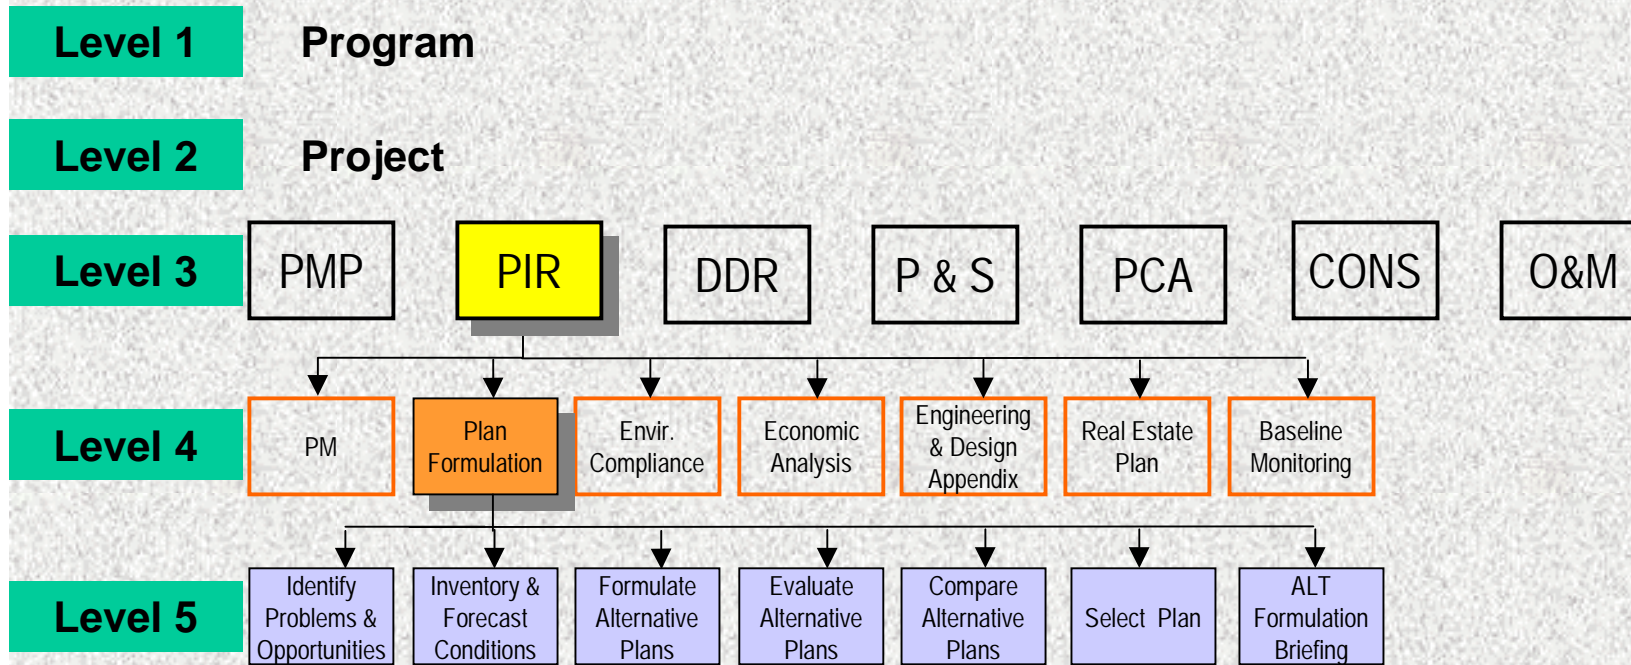 Level 1 Program
Level 2 Project
Level 3 PMP PIR DDR P & S PCA CONS O&M
Level 4
PM
Plan
Formulation
Envir.
Compliance
Economic
Analysis
Engineering
& Design
Appendix
Real Estate
Plan
Baseline
Monitoring
Level 5
Identify
Problems &
Opportunities
Inventory &
Forecast
Conditions
Formulate
Alternative
Plans
Evaluate
Alternative
Plans
Compare
Alternative
Plans
Select Plan
ALT
Formulation
Briefing